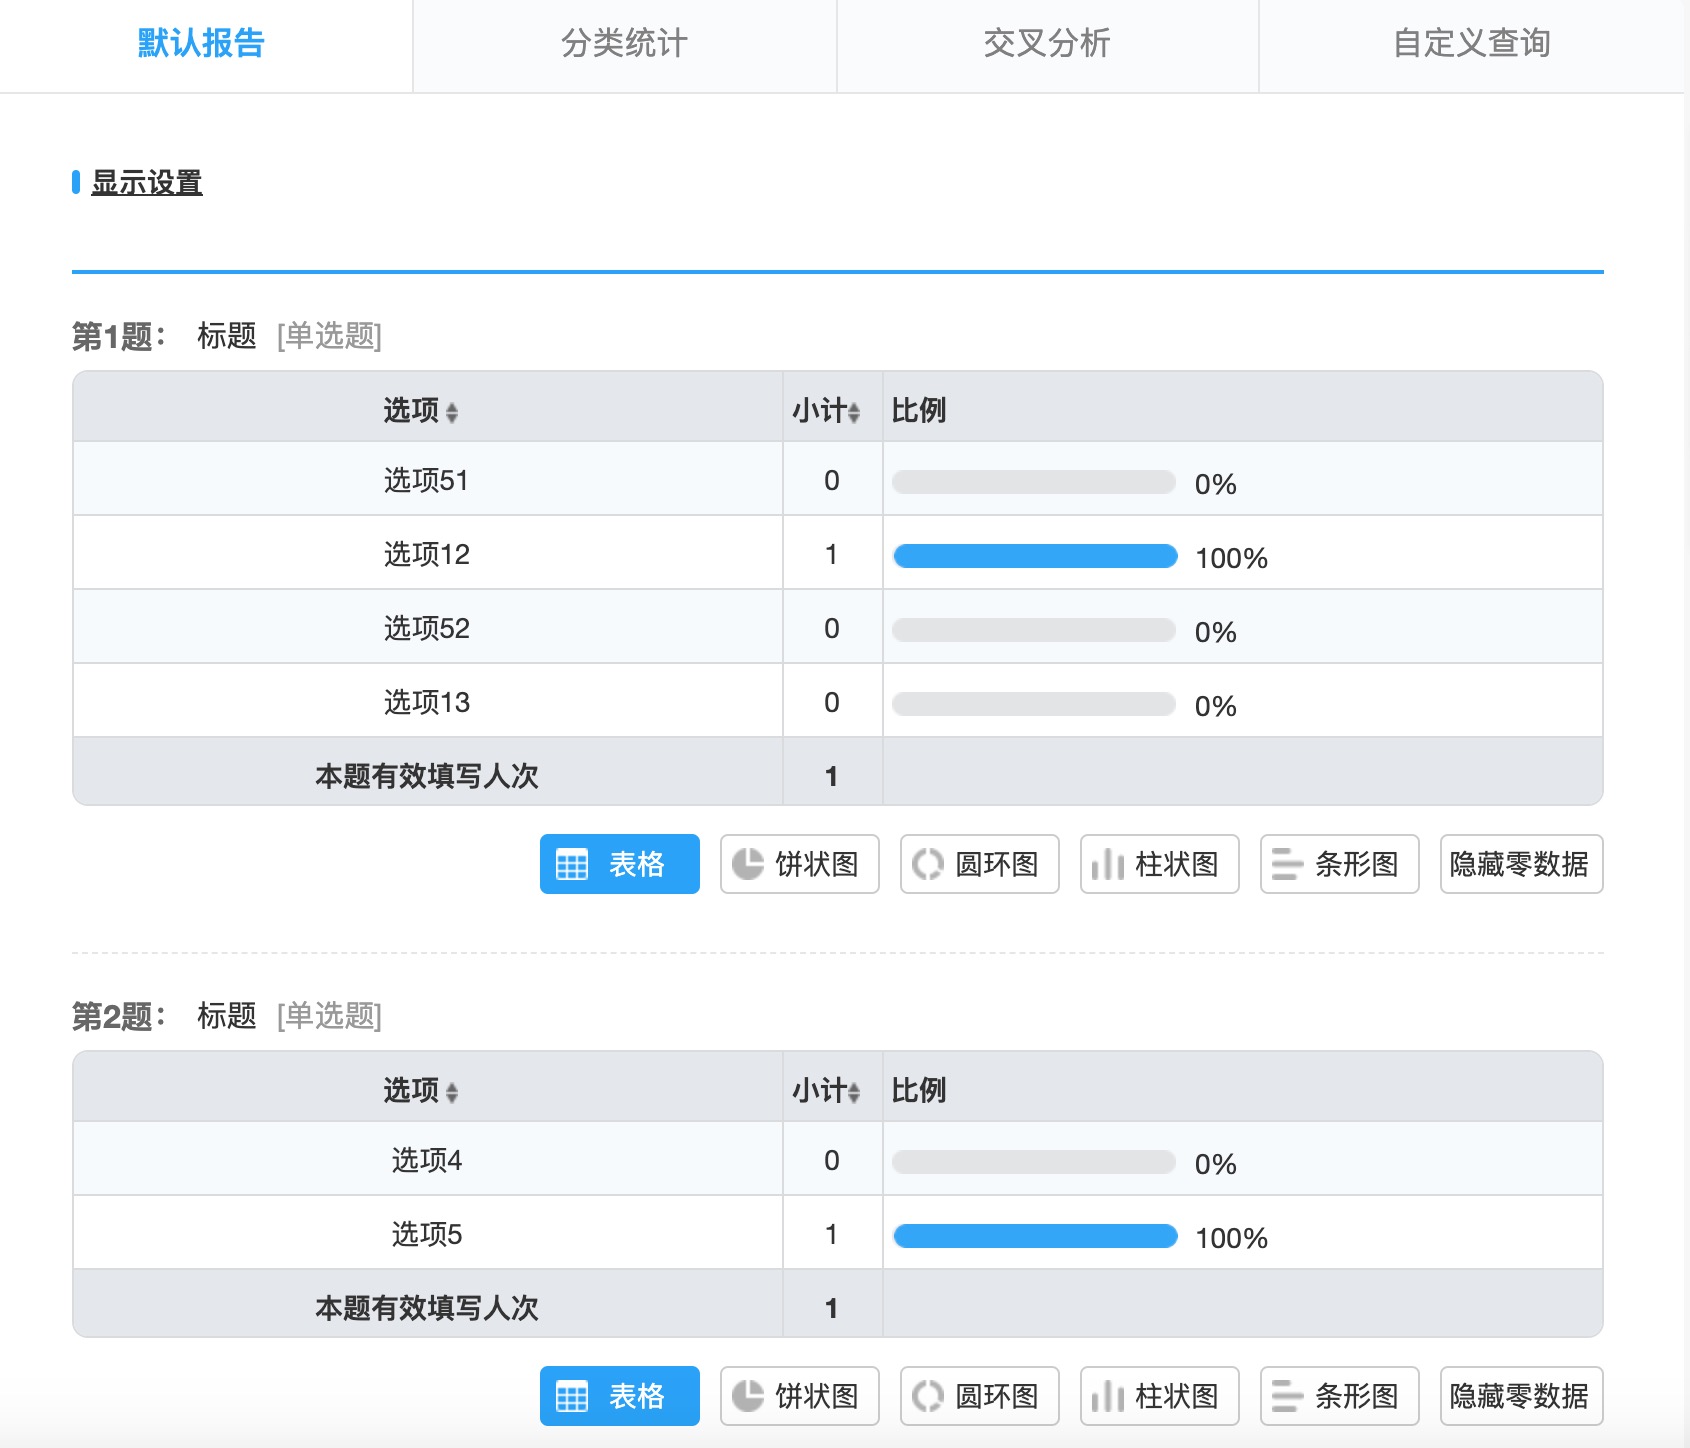 默认报告 分类统计 交叉分析 自定义查询
显示设置
第1题： 标题 [单选题]
选项 小计 比例
选项51 0 0%
选项12 1 100%
选项52 0 0%
选项13 0 0%
本题有效填写人次 1
表格 饼状图 圆环图 柱状图 条形图 隐藏零数据
第2题： 标题 [单选题]
选项 小计 比例
选项4 0 0%
选项5 1 100%
本题有效填写人次 1
表格 饼状图 圆环图 柱状图 条形图 隐藏零数据